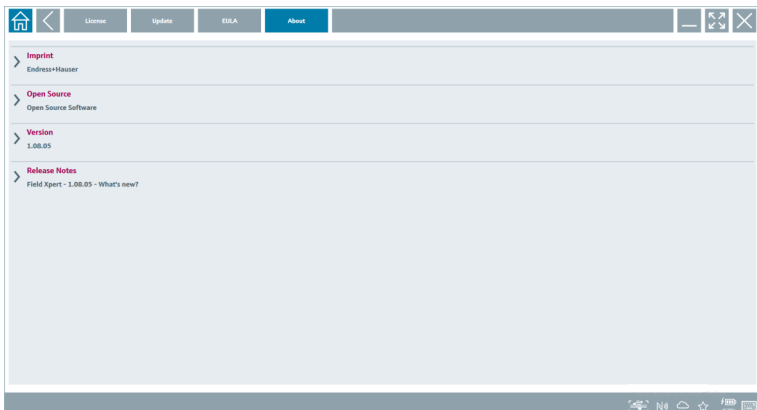 License Update EULA About
Imprint
Endress+Hauser
Open Source
Open Source Software
Version
1.08.05
Release Notes
Field Xpert - 1.08.05 - What's new?